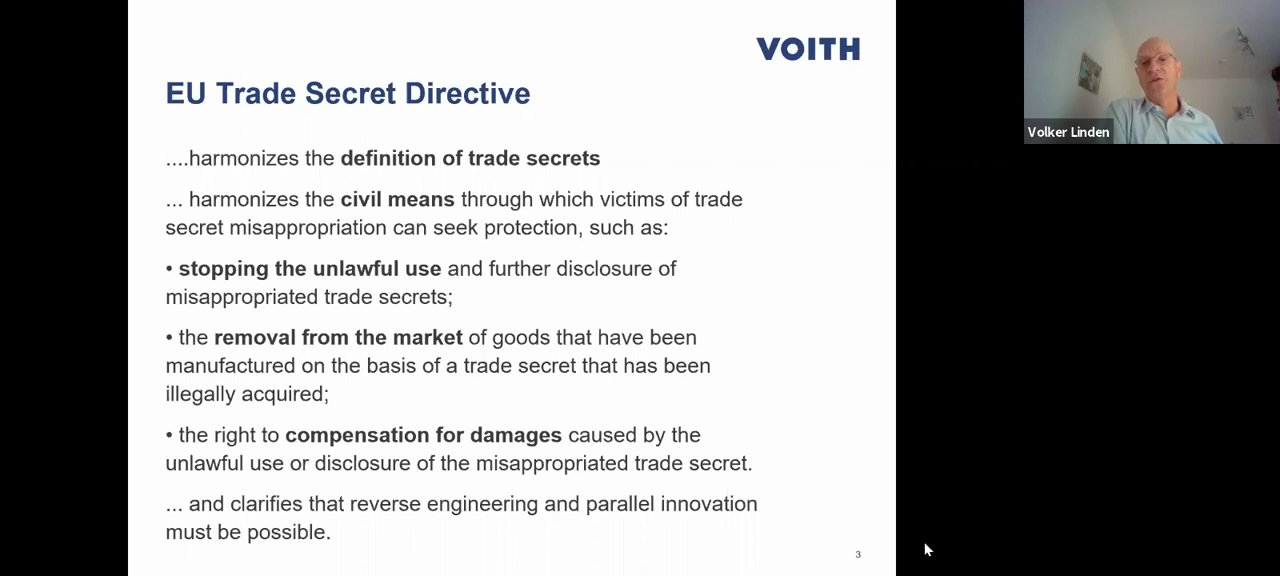 VOITH
EU Trade Secret Directive
....harmonizes the definition of trade secrets
... harmonizes the civil means through which victims of trade
secret misappropriation can seek protection, such as:
• stopping the unlawful use and further disclosure of
misappropriated trade secrets;
• the removal from the market of goods that have been
manufactured on the basis of a trade secret that has been
illegally acquired;
• the right to compensation for damages caused by the
unlawful use or disclosure of the misappropriated trade secret.
... and clarifies that reverse engineering and parallel innovation
must be possible.
3
Volker Linden